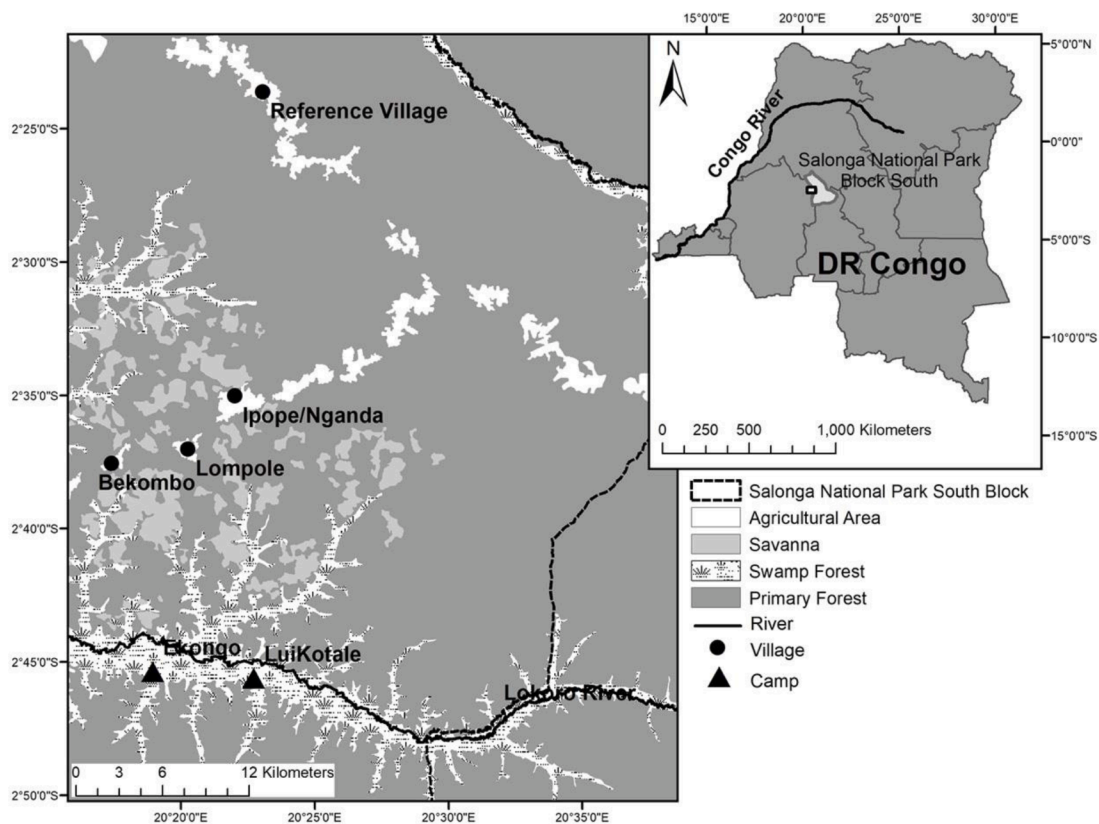 15°0'0"E 20°0'0"E 25°0'0"E 30°0'0"E
N
5°0'0"N
0°0'0"
5°0'0"S
10°0'0"S
15°0'0"S
Congo River
Salonga National Park
Block South
DR Congo
0 250 500 1,000 Kilometers
2°25'0"S
2°30'0"S
2°35'0"S
2°40'0"S
2°45'0"S
2°50'0"S
Reference Village
Ipope/Nganda
Lompole
Bekombo
Ekongo
LuiKotale
Lokoro River
0 3 6 12 Kilometers
20°20'0"E 20°25'0"E 20°30'0"E 20°35'0"E
Salonga National Park South Block
Agricultural Area
Savanna
Swamp Forest
Primary Forest
River
Village
Camp